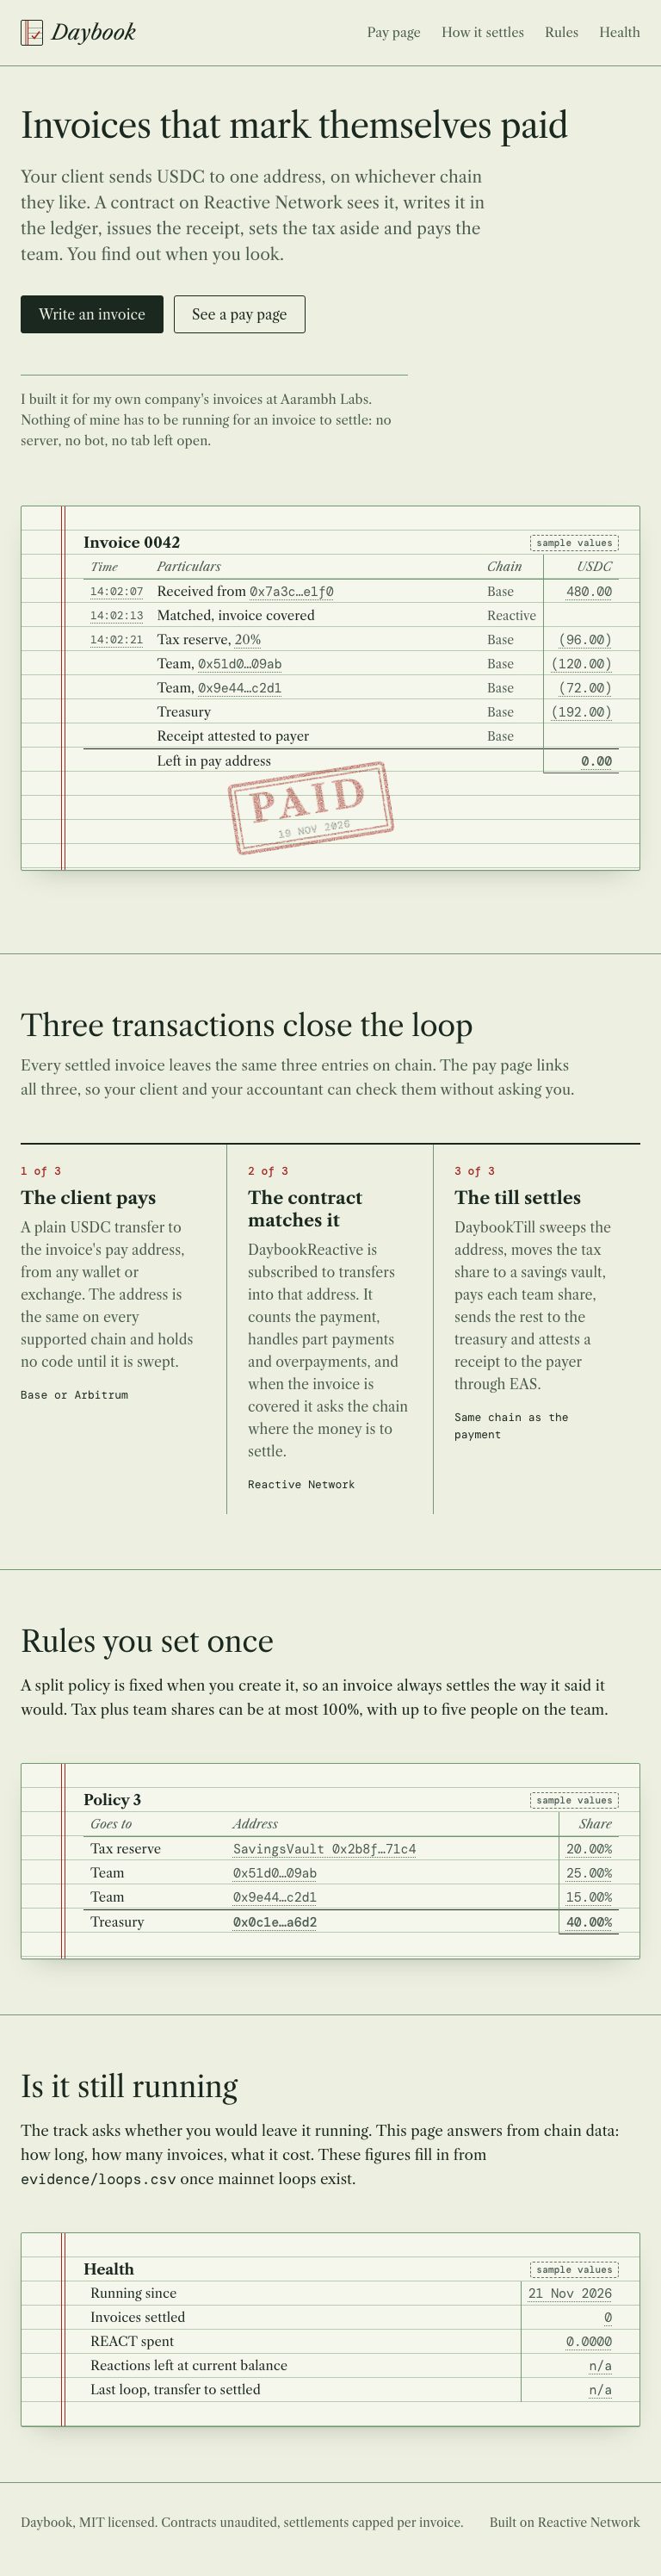 Daybook
Pay page How it settles Rules Health
Invoices that mark themselves paid
Your client sends USDC to one address, on whichever chain
they like. A contract on Reactive Network sees it, writes it in
the ledger, issues the receipt, sets the tax aside and pays the
team. You find out when you look.
Write an invoice See a pay page
I built it for my own company's invoices at Aarambh Labs.
Nothing of mine has to be running for an invoice to settle: no
server, no bot, no tab left open.
Invoice 0042 sample values
Time Particulars Chain USDC
14:02:07 Received from 0x7a3c…e1f0 Base 480.00
14:02:13 Matched, invoice covered Reactive
14:02:21 Tax reserve, 20% Base (96.00)
Team, 0x51d0…09ab Base (120.00)
Team, 0x9e44…c2d1 Base (72.00)
Treasury Base (192.00)
Receipt attested to payer Base
Left in pay address 0.00
PAID
19 NOV 2026
Three transactions close the loop
Every settled invoice leaves the same three entries on chain. The pay page links
all three, so your client and your accountant can check them without asking you.
1 of 3
The client pays
A plain USDC transfer to
the invoice's pay address,
from any wallet or
exchange. The address is
the same on every
supported chain and holds
no code until it is swept.
Base or Arbitrum
2 of 3
The contract
matches it
DaybookReactive is
subscribed to transfers
into that address. It
counts the payment,
handles part payments
and overpayments, and
when the invoice is
covered it asks the chain
where the money is to
settle.
Reactive Network
3 of 3
The till settles
DaybookTill sweeps the
address, moves the tax
share to a savings vault,
pays each team share,
sends the rest to the
treasury and attests a
receipt to the payer
through EAS.
Same chain as the
payment
Rules you set once
A split policy is fixed when you create it, so an invoice always settles the way it said it
would. Tax plus team shares can be at most 100%, with up to five people on the team.
Policy 3 sample values
Goes to Address Share
Tax reserve SavingsVault 0x2b8f…71c4 20.00%
Team 0x51d0…09ab 25.00%
Team 0x9e44…c2d1 15.00%
Treasury 0x0c1e…a6d2 40.00%
Is it still running
The track asks whether you would leave it running. This page answers from chain data:
how long, how many invoices, what it cost. These figures fill in from
evidence/loops.csv once mainnet loops exist.
Health sample values
Running since 21 Nov 2026
Invoices settled 0
REACT spent 0.0000
Reactions left at current balance n/a
Last loop, transfer to settled n/a
Daybook, MIT licensed. Contracts unaudited, settlements capped per invoice. Built on Reactive Network